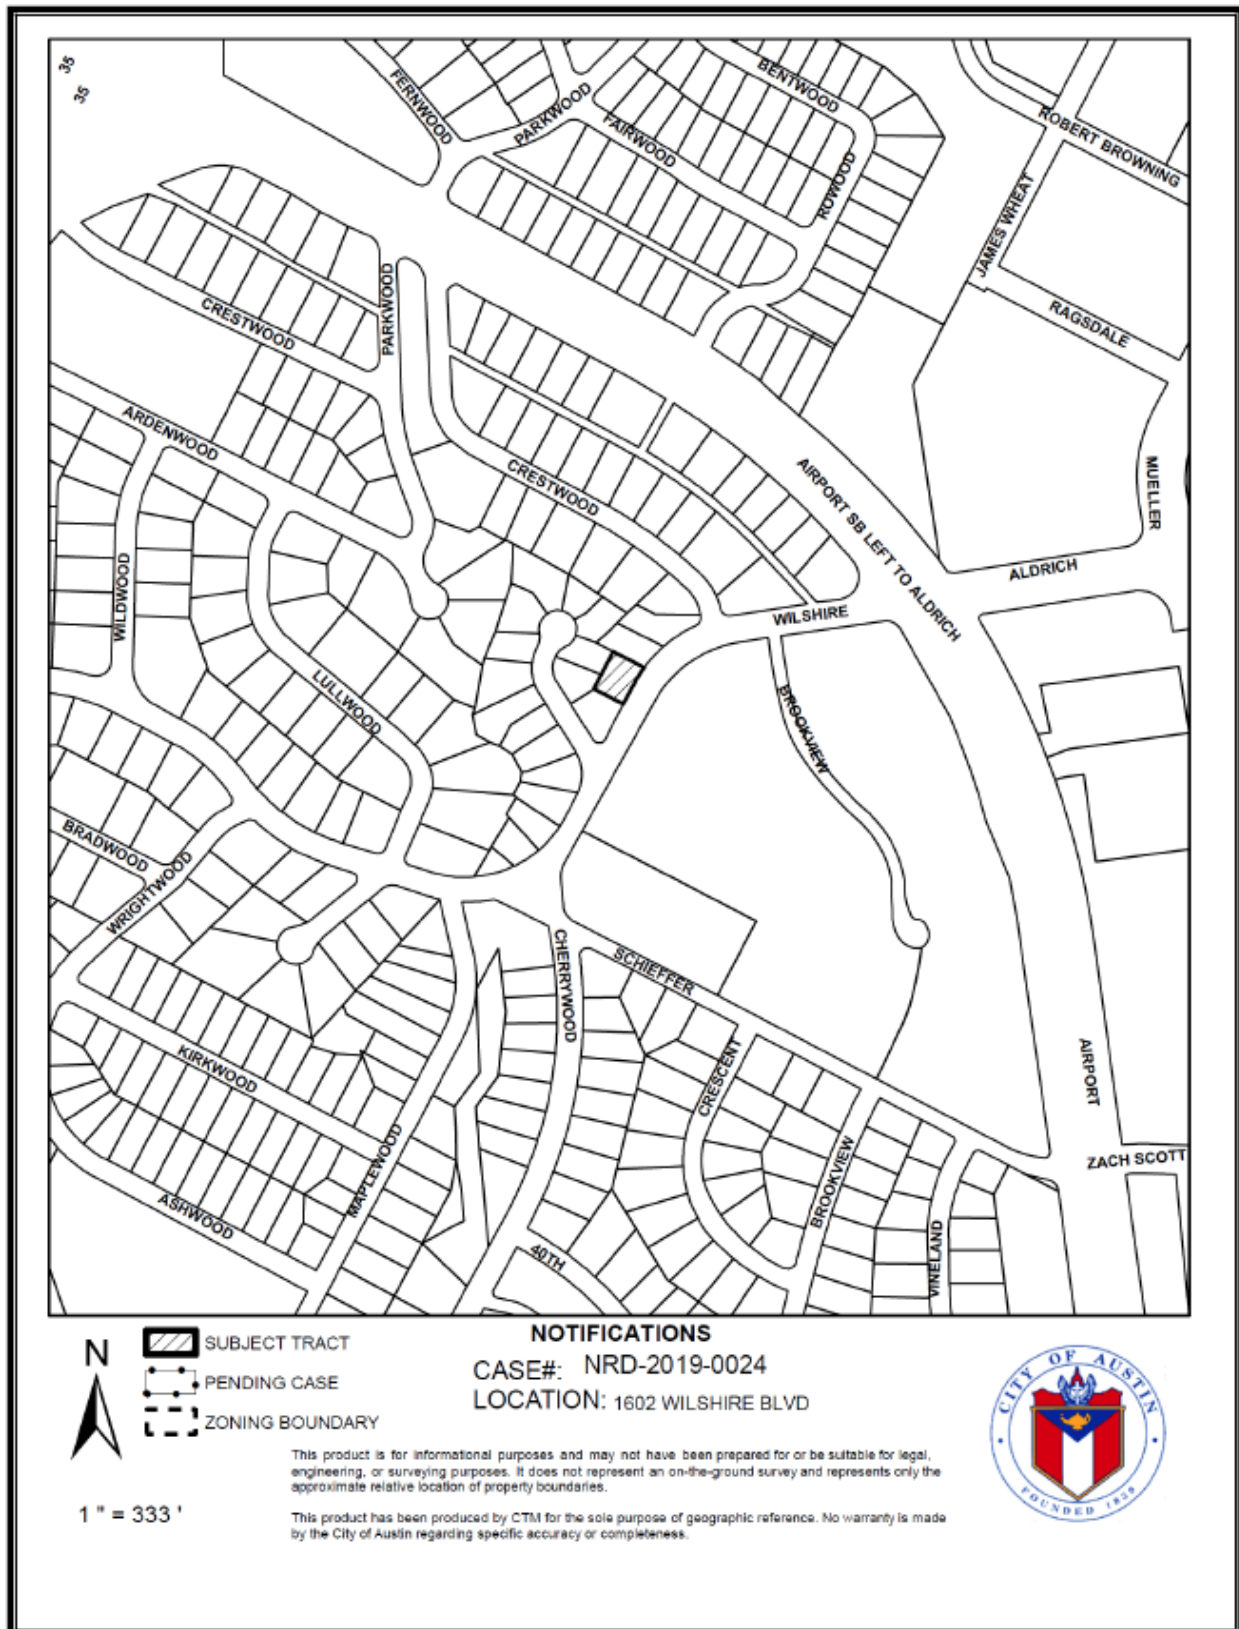 35
35
FERNWOOD
PARKWOOD
BENTWOOD
FAIRWOOD
ROWOOD
ROBERT BROWNING
JAMES WHEAT
RAGSDALE
MUELLER
CRESTWOOD
PARKWOOD
ARDENWOOD
CRESTWOOD
AIRPORT SB LEFT TO ALDRICH
ALDRICH
WILSHIRE
WILDWOOD
LULLWOOD
BROOKVIEW
BRADWOOD
WRIGHTWOOD
CHERRYWOOD
SCHIEFFER
KIRKWOOD
CRESCENT
AIRPORT
MAPLEWOOD
BROOKVIEW
ZACH SCOTT
ASHWOOD
40TH
VINELAND
N
SUBJECT TRACT
PENDING CASE
ZONING BOUNDARY
1 " = 333 '
NOTIFICATIONS
CASE#: NRD-2019-0024
LOCATION: 1602 WILSHIRE BLVD
This product is for informational purposes and may not have been prepared for or be suitable for legal,
engineering, or surveying purposes. It does not represent an on-the-ground survey and represents only the
approximate relative location of property boundaries.
This product has been produced by CTM for the sole purpose of geographic reference. No warranty is made
by the City of Austin regarding specific accuracy or completeness.
CITY OF AUSTIN
FOUNDED 1839